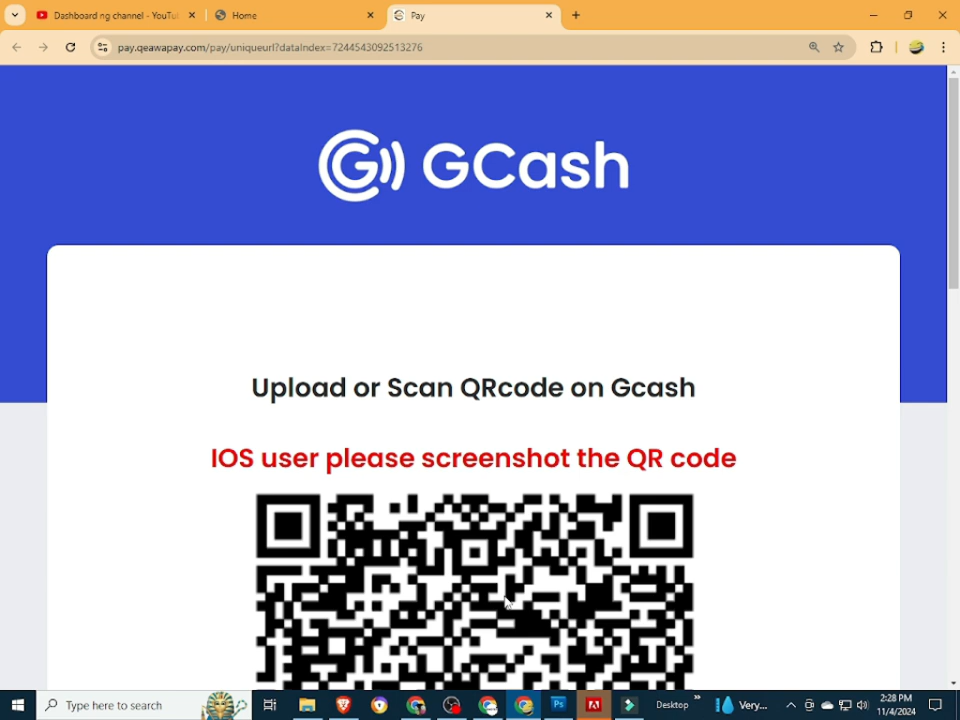 Dashboard ng channel - YouTu
Home
Pay
pay.qeawapay.com/pay/uniqueurl?dataIndex=7244543092513276
GCash
Upload or Scan QRcode on Gcash
IOS user please screenshot the QR code
Type here to search
Desktop
Very...
2:28 PM
11/4/2024